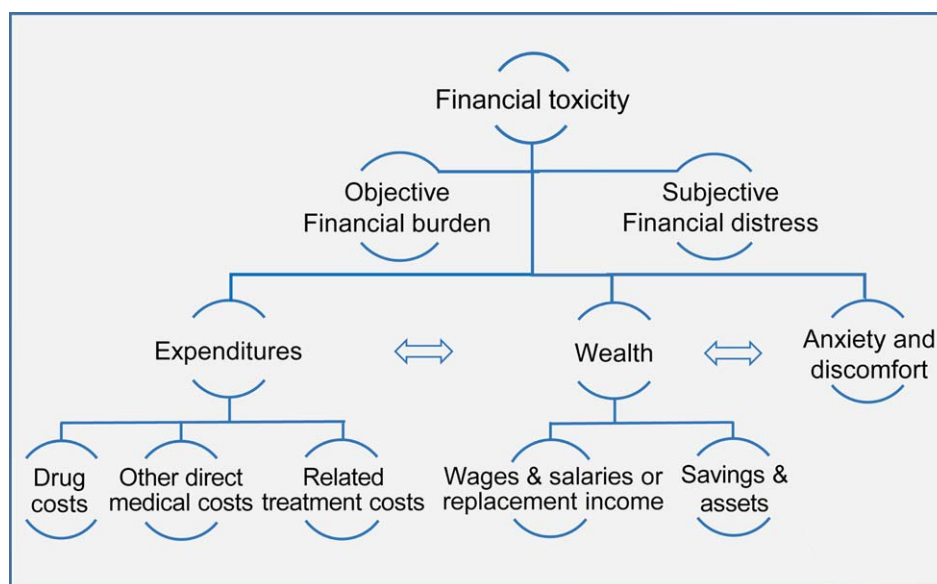 Financial toxicity
Objective
Financial burden
Subjective
Financial distress
Expenditures
Wealth
Anxiety and
discomfort
Drug
costs
Other direct
medical costs
Related
treatment costs
Wages & salaries or
replacement income
Savings &
assets